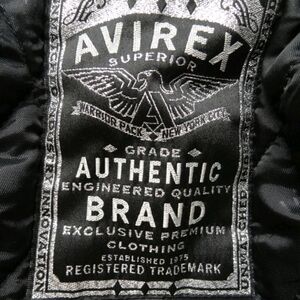 AVIREX
SUPERIOR
WARRIOR PACK
NEW YORK CITY
GRADE
AUTHENTIC
ENGINEERED QUALITY
BRAND
EXCLUSIVE PREMIUM
CLOTHING
ESTABLISHED 1975
REGISTERED TRADEMARK
INNOVATION